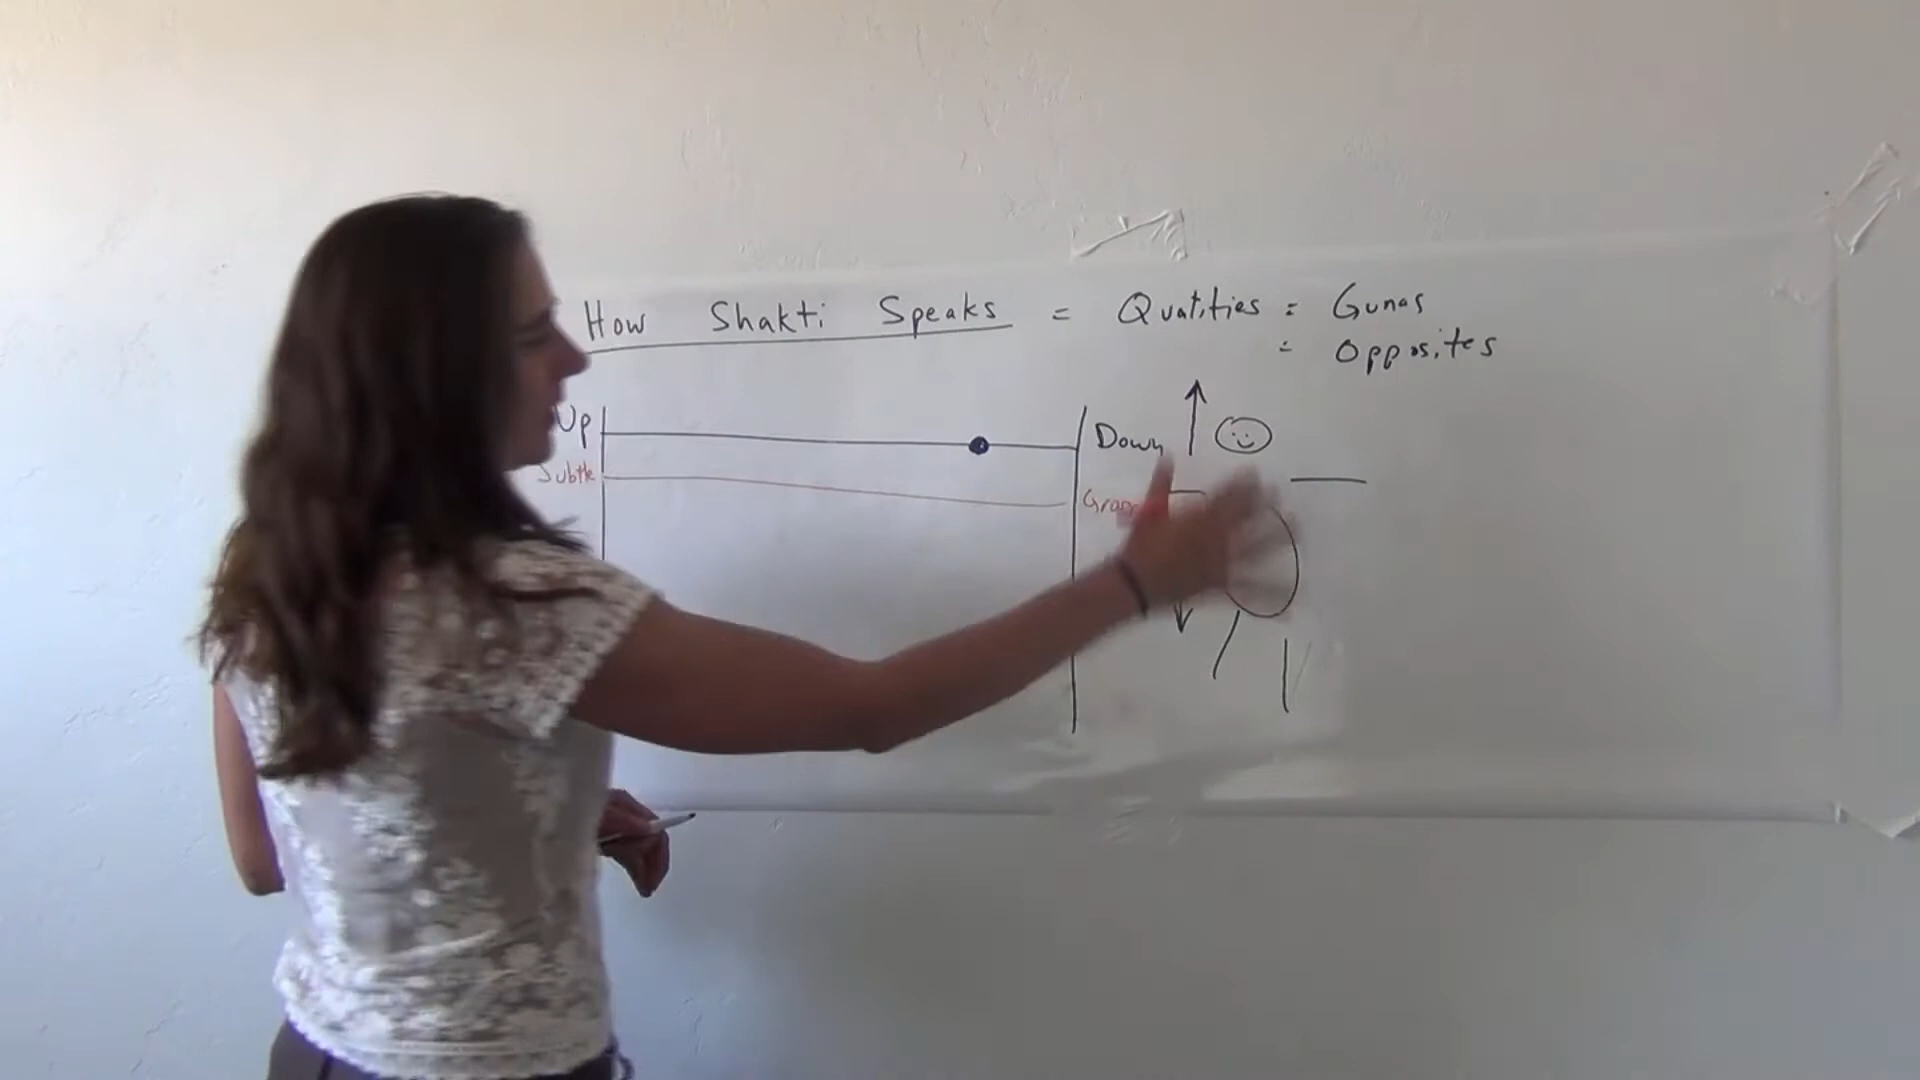 How Shakti Speaks = Qualities = Gunas
= Opposites
Up Down
Subtle